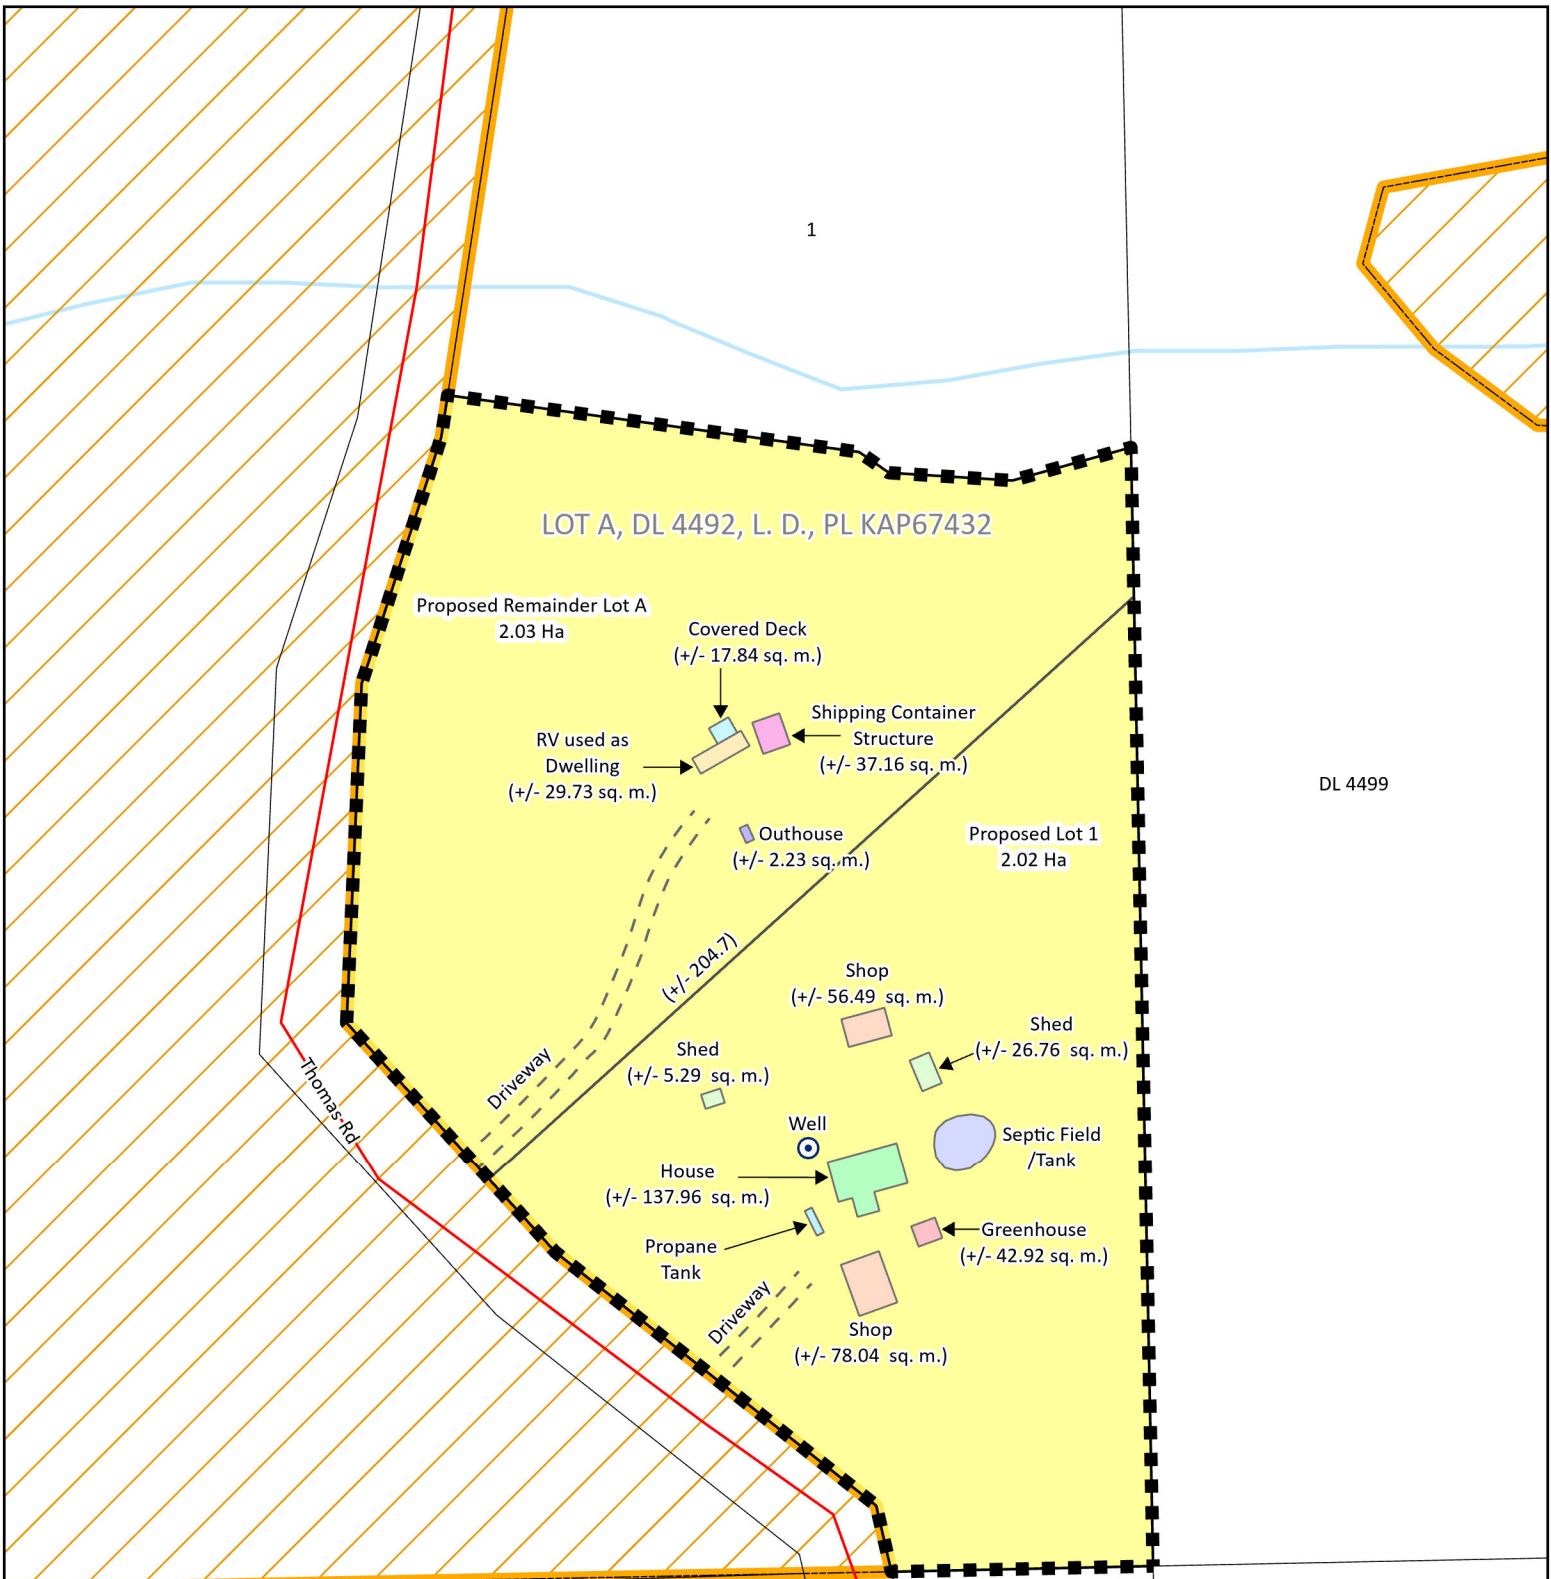 1
LOT A, DL 4492, L. D., PL KAP67432
Proposed Remainder Lot A
2.03 Ha
Covered Deck
(+/- 17.84 sq. m.)
Shipping Container
Structure
(+/- 37.16 sq. m.)
RV used as
Dwelling
(+/- 29.73 sq. m.)
DL 4499
Outhouse
(+/- 2.23 sq. m.)
Proposed Lot 1
2.02 Ha
(+/- 204.7)
Shop
(+/- 56.49 sq. m.)
Shed
(+/- 26.76 sq. m.)
Shed
(+/- 5.29 sq. m.)
Driveway
Thomas Rd
Well
Septic Field
/Tank
House
(+/- 137.96 sq. m.)
Greenhouse
(+/- 42.92 sq. m.)
Propane
Tank
Driveway
Shop
(+/- 78.04 sq. m.)